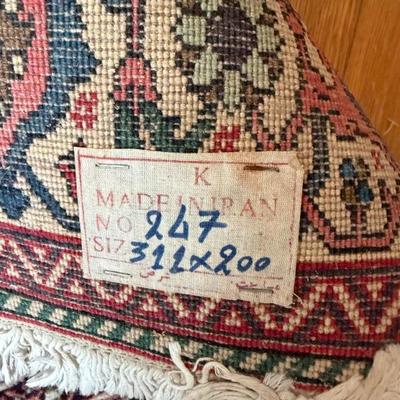 K
MADE IN IRAN
NO 247
SIZ 311x200